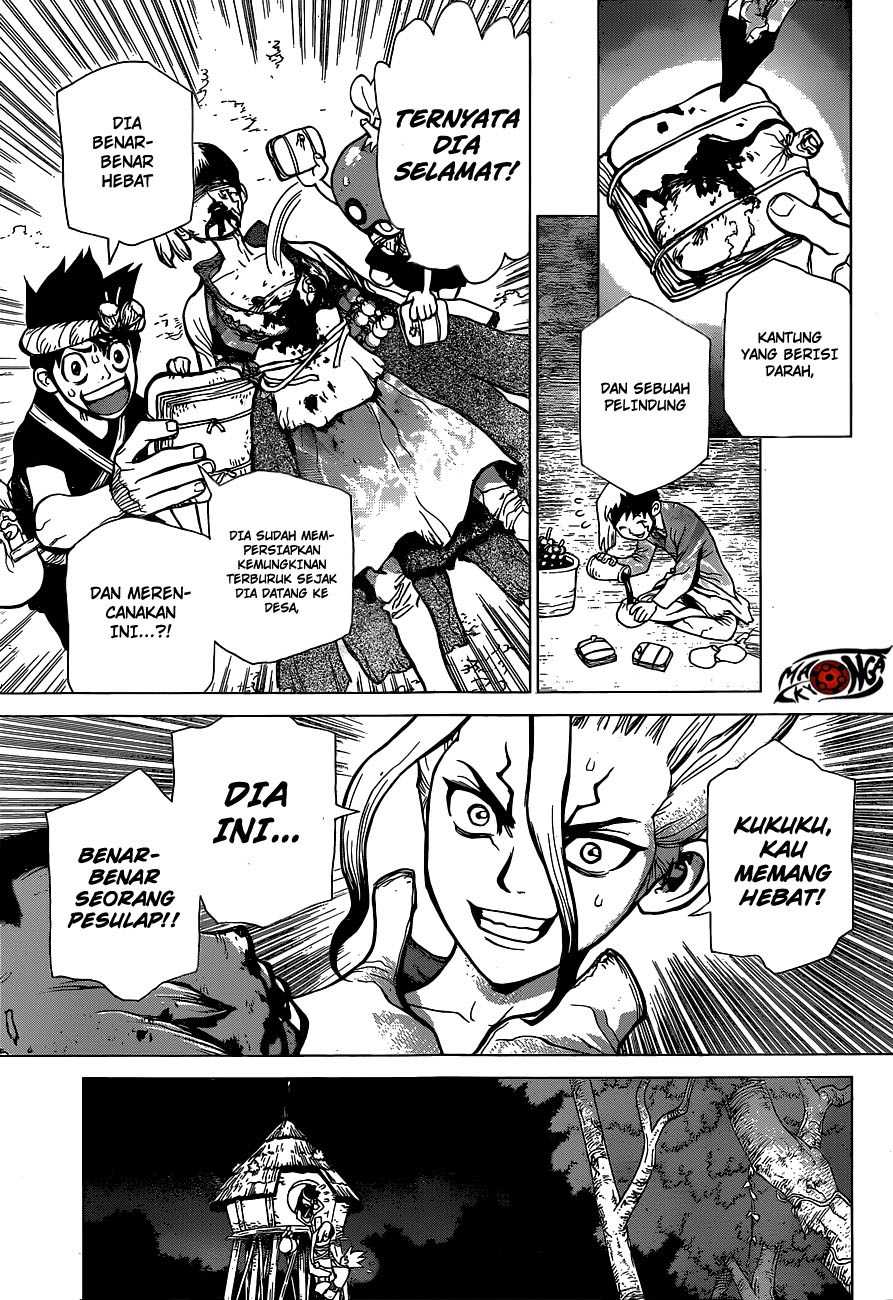 KANTUNG
YANG BERISI
DARAH,
DAN SEBUAH
PELINDUNG
TERNYATA
DIA
SELAMAT!
DIA
BENAR-
BENAR
HEBAT
DIA SUDAH MEM-
PERSIAPKAN
KEMUNGKINAN
TERBURUK SEJAK
DIA DATANG KE
DESA,
DAN MEREN-
CANAKAN
INI...?!
KUKUKU,
KAU
MEMANG
HEBAT!
DIA
INI...
BENAR-
BENAR
SEORANG
PESULAP!!